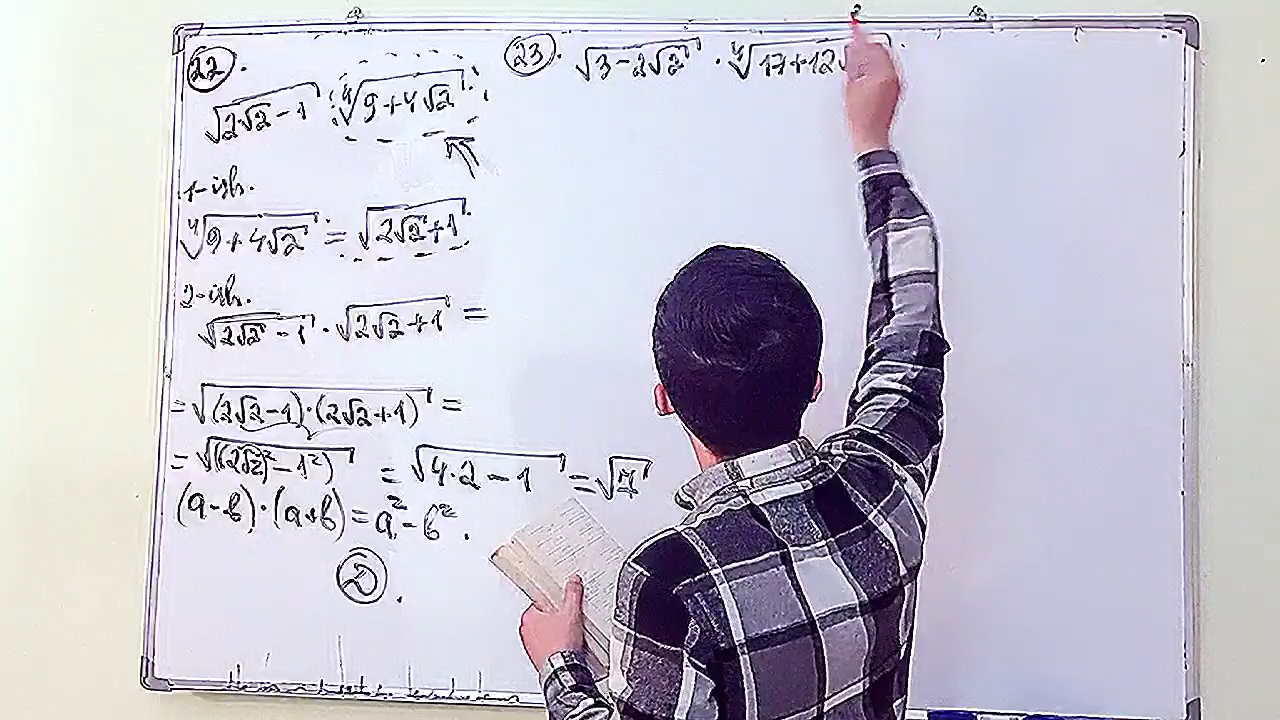 22.
√(2√2 - 1) · ⁴√(9+4√2)
1-ish.
⁴√(9+4√2) = √(2√2+1)
2-ish.
√(2√2 - 1) · √(2√2+1) =
= √((2√2-1)·(2√2+1)) =
= √((2√2)² - 1²) = √(4·2 - 1) = √7
(a-b)·(a+b) = a² - b².
D.
23. √(3-2√2) · ⁴√(17+12√